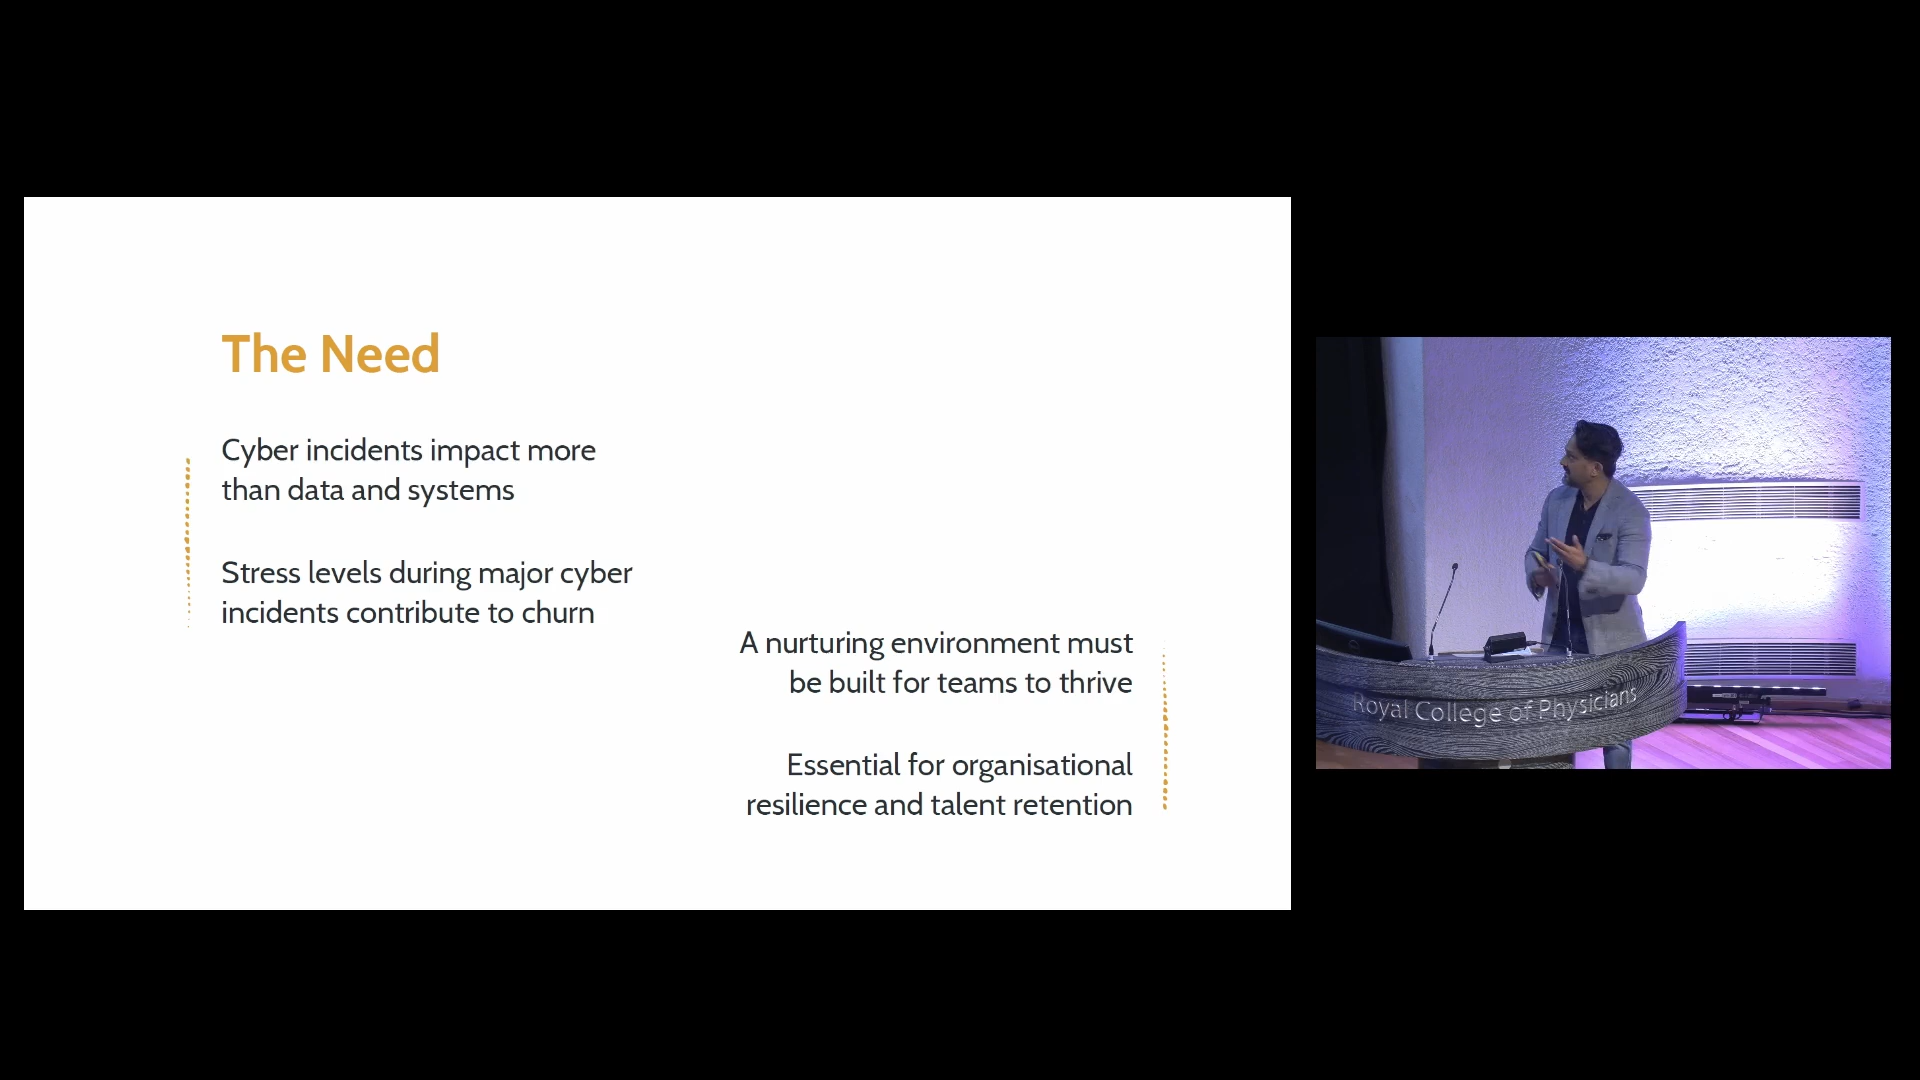 The Need
Cyber incidents impact more
than data and systems
Stress levels during major cyber
incidents contribute to churn
A nurturing environment must
be built for teams to thrive
Essential for organisational
resilience and talent retention
Royal College of Physicians